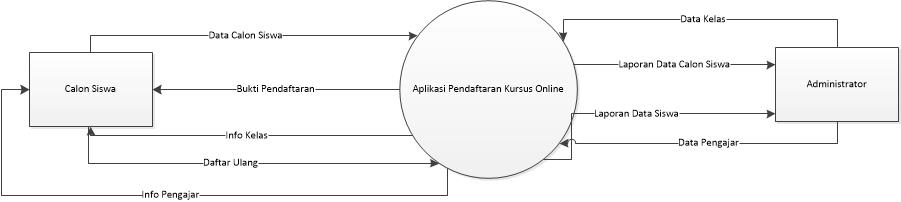 Data Kelas
Data Calon Siswa
Laporan Data Calon Siswa
Calon Siswa
Bukti Pendaftaran
Aplikasi Pendaftaran Kursus Online
Administrator
Laporan Data Siswa
Info Kelas
Data Pengajar
Daftar Ulang
Info Pengajar